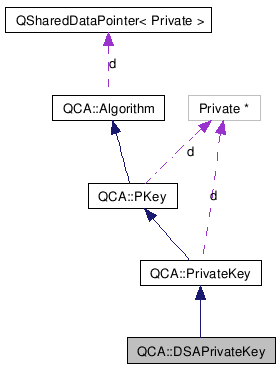 QSharedDataPointer< Private >
d
QCA::Algorithm
Private *
d
QCA::PKey
d
QCA::PrivateKey
QCA::DSAPrivateKey